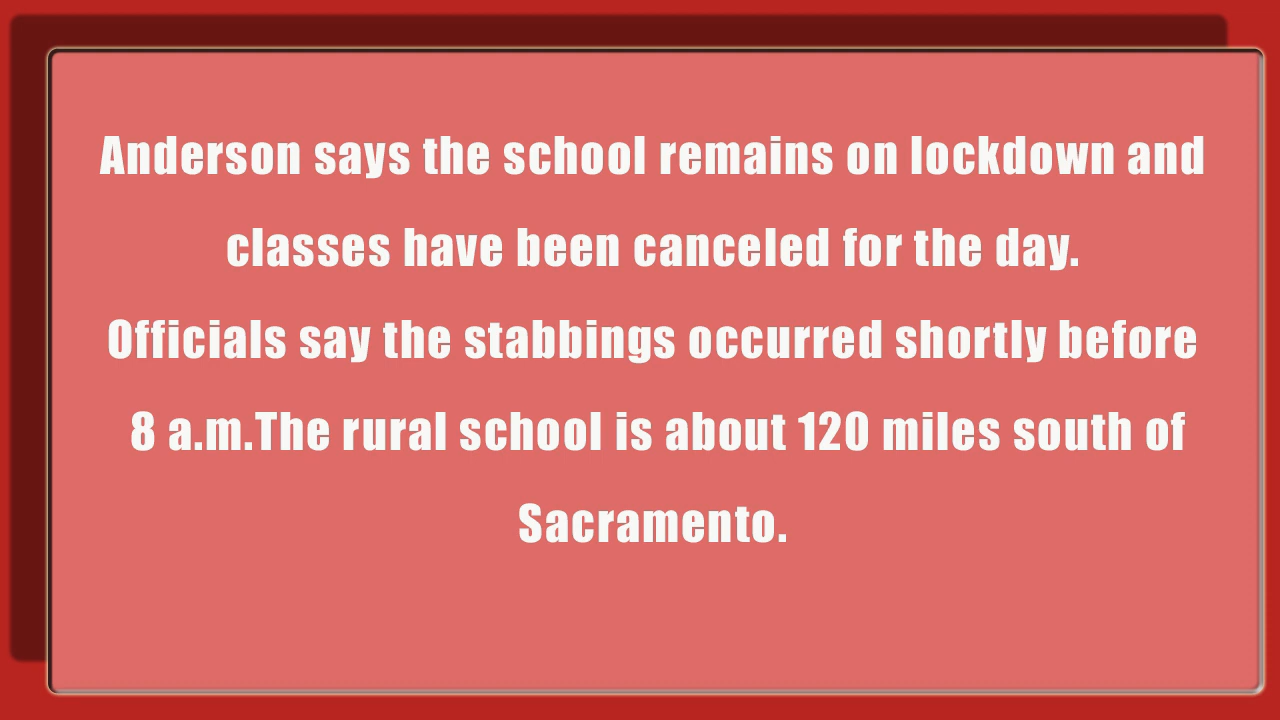 Anderson says the school remains on lockdown and
classes have been canceled for the day.
Officials say the stabbings occurred shortly before
8 a.m.The rural school is about 120 miles south of
Sacramento.